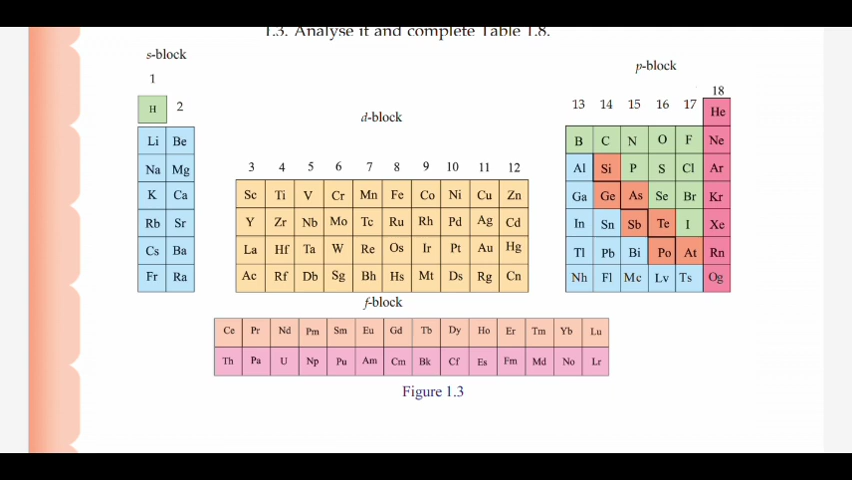 1.3. Analyse it and complete Table 1.8.
s-block
p-block
1
18
2
13 14 15 16 17
H
He
d-block
Li Be
B C N O F Ne
3 4 5 6 7 8 9 10 11 12
Na Mg
Al Si P S Cl Ar
K Ca Sc Ti V Cr Mn Fe Co Ni Cu Zn Ga Ge As Se Br Kr
Rb Sr Y Zr Nb Mo Tc Ru Rh Pd Ag Cd In Sn Sb Te I Xe
Cs Ba La Hf Ta W Re Os Ir Pt Au Hg Tl Pb Bi Po At Rn
Fr Ra Ac Rf Db Sg Bh Hs Mt Ds Rg Cn Nh Fl Mc Lv Ts Og
f-block
Ce Pr Nd Pm Sm Eu Gd Tb Dy Ho Er Tm Yb Lu
Th Pa U Np Pu Am Cm Bk Cf Es Fm Md No Lr
Figure 1.3